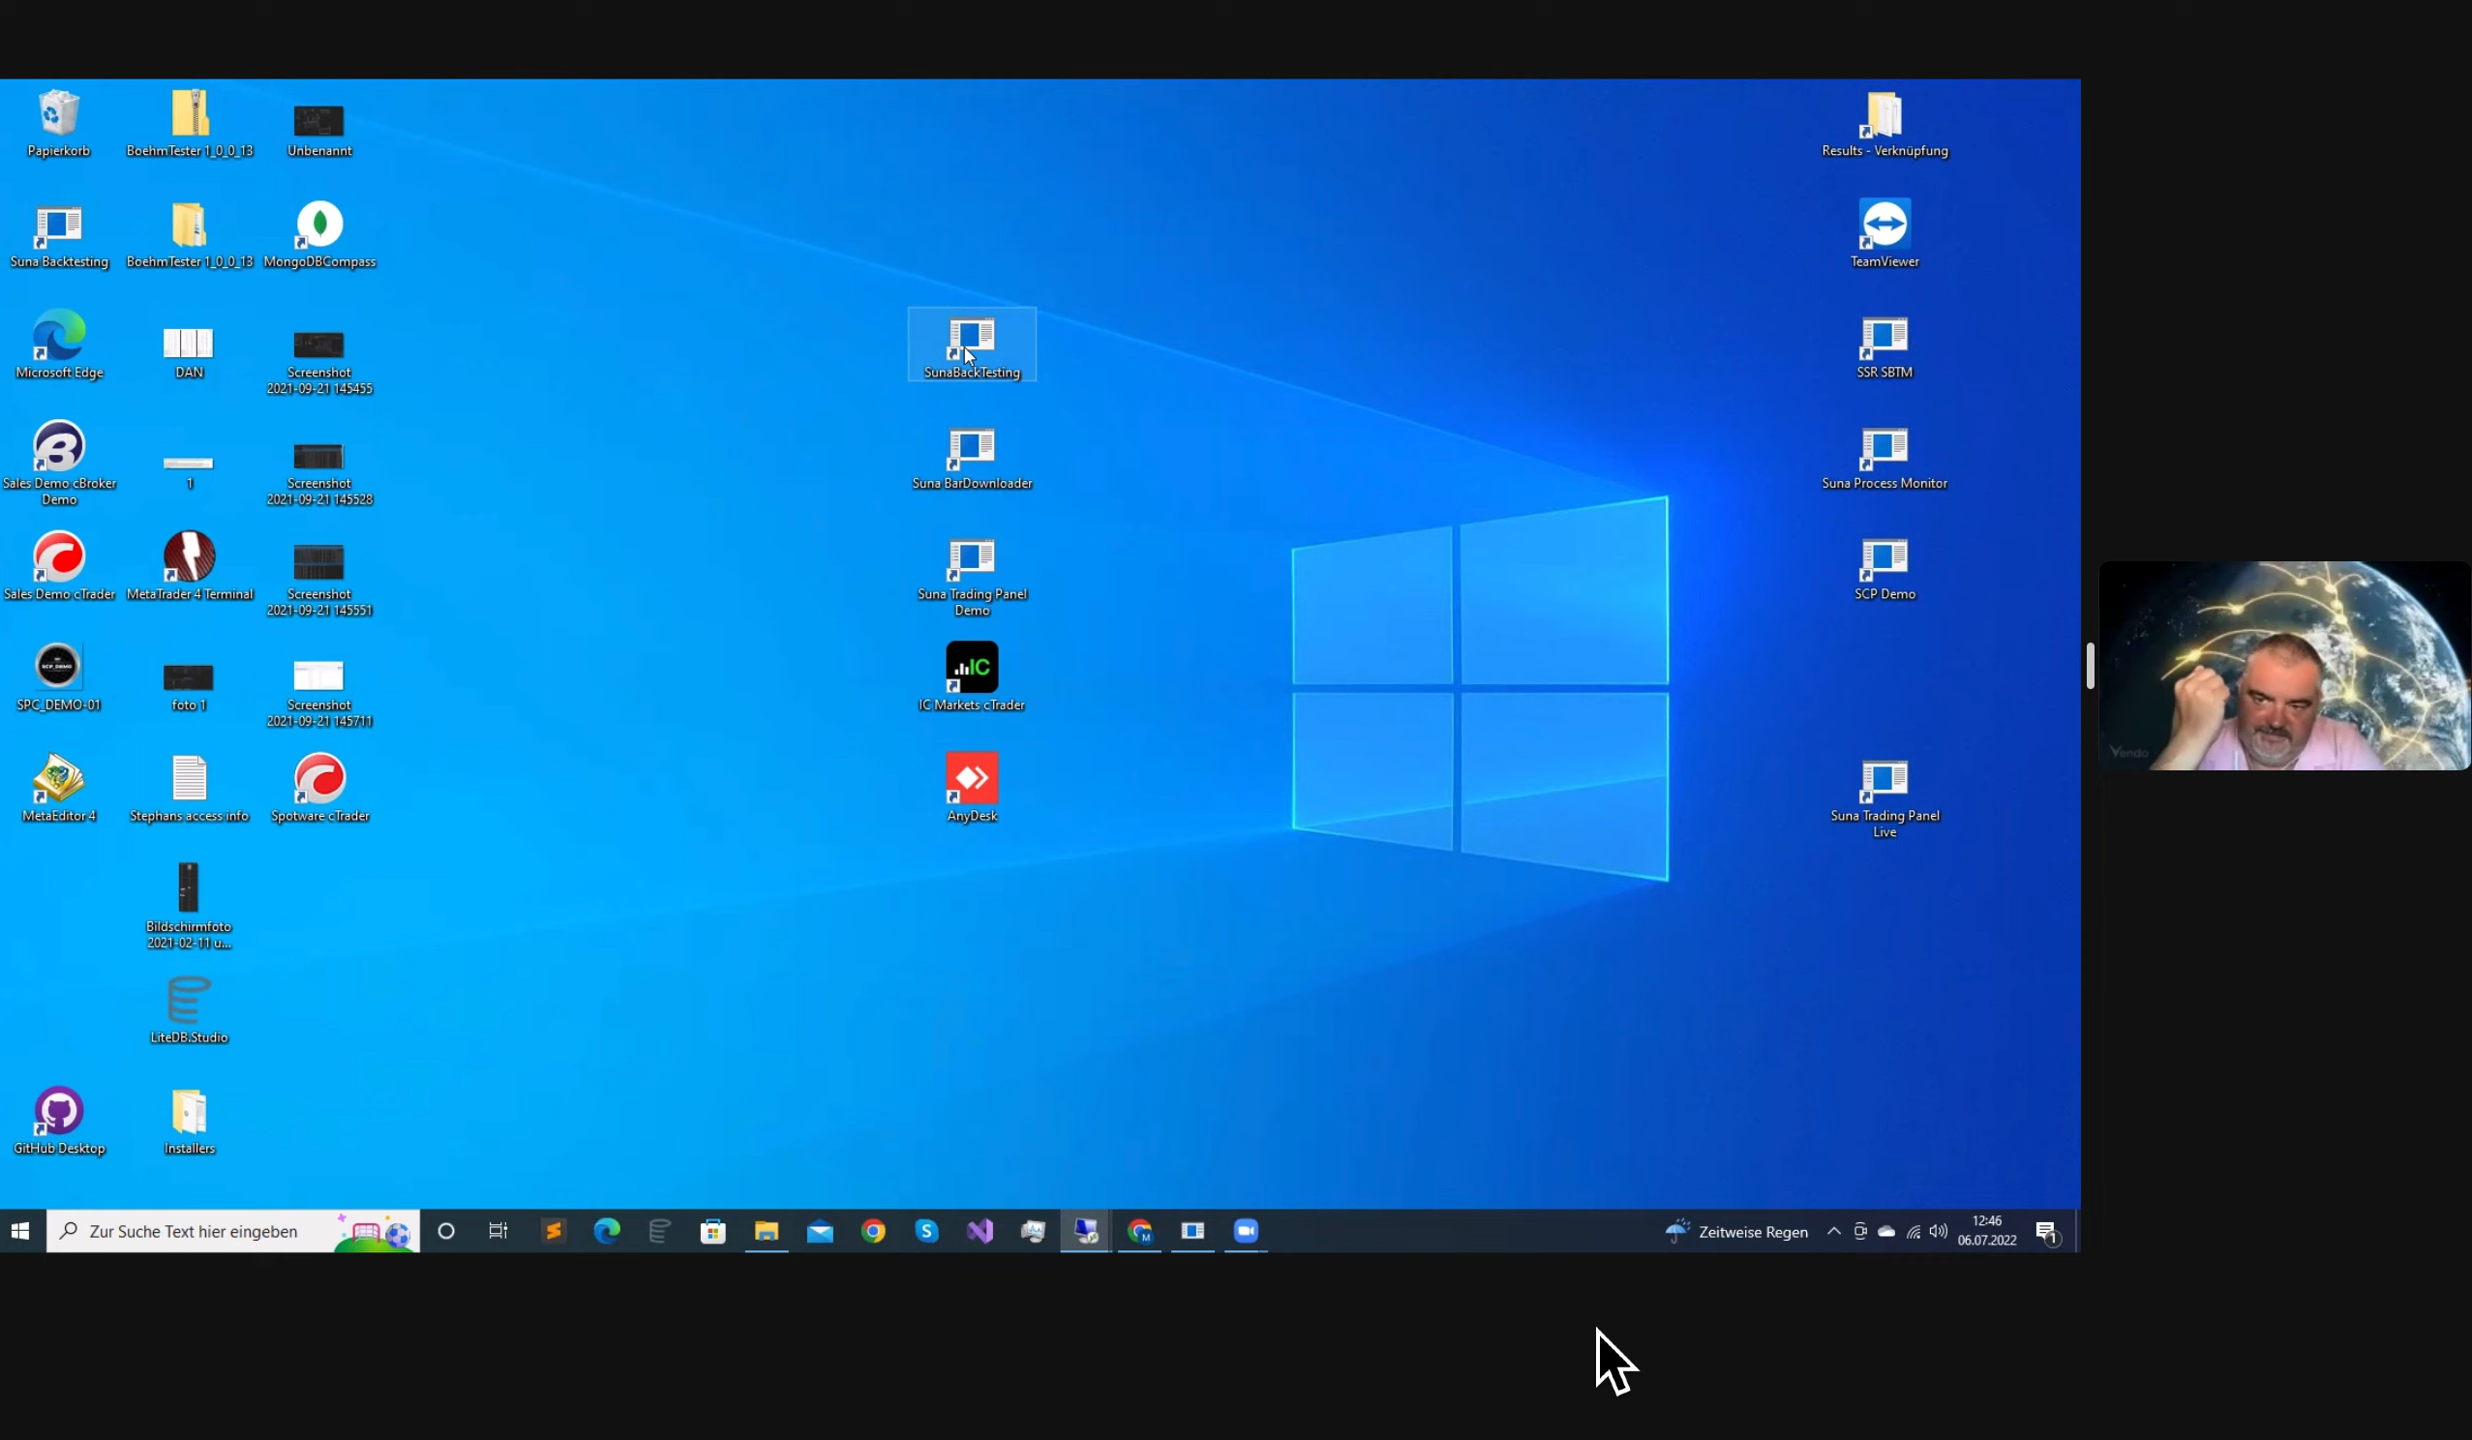 Papierkorb
BoehmTester 1_0_0_13
Unbenannt
Results - Verknüpfung
Suna Backtesting
BoehmTester 1_0_0_13
MongoDBCompass
TeamViewer
Microsoft Edge
DAN
Screenshot
2021-09-21 145455
SunaBackTesting
SSR SBTM
Sales Demo cBroker
Demo
1
Screenshot
2021-09-21 145528
Suna BarDownloader
Suna Process Monitor
Sales Demo cTrader
MetaTrader 4 Terminal
Screenshot
2021-09-21 145551
Suna Trading Panel
Demo
SCP Demo
SPC_DEMO-01
foto 1
Screenshot
2021-09-21 145711
IC
IC Markets cTrader
Vendo
MetaEditor 4
Stephans access info
Spotware cTrader
AnyDesk
Suna Trading Panel
Live
Bildschirmfoto
2021-02-11 u...
LiteDB.Studio
GitHub Desktop
Installers
Zur Suche Text hier eingeben
Zeitweise Regen
12:46
06.07.2022
1